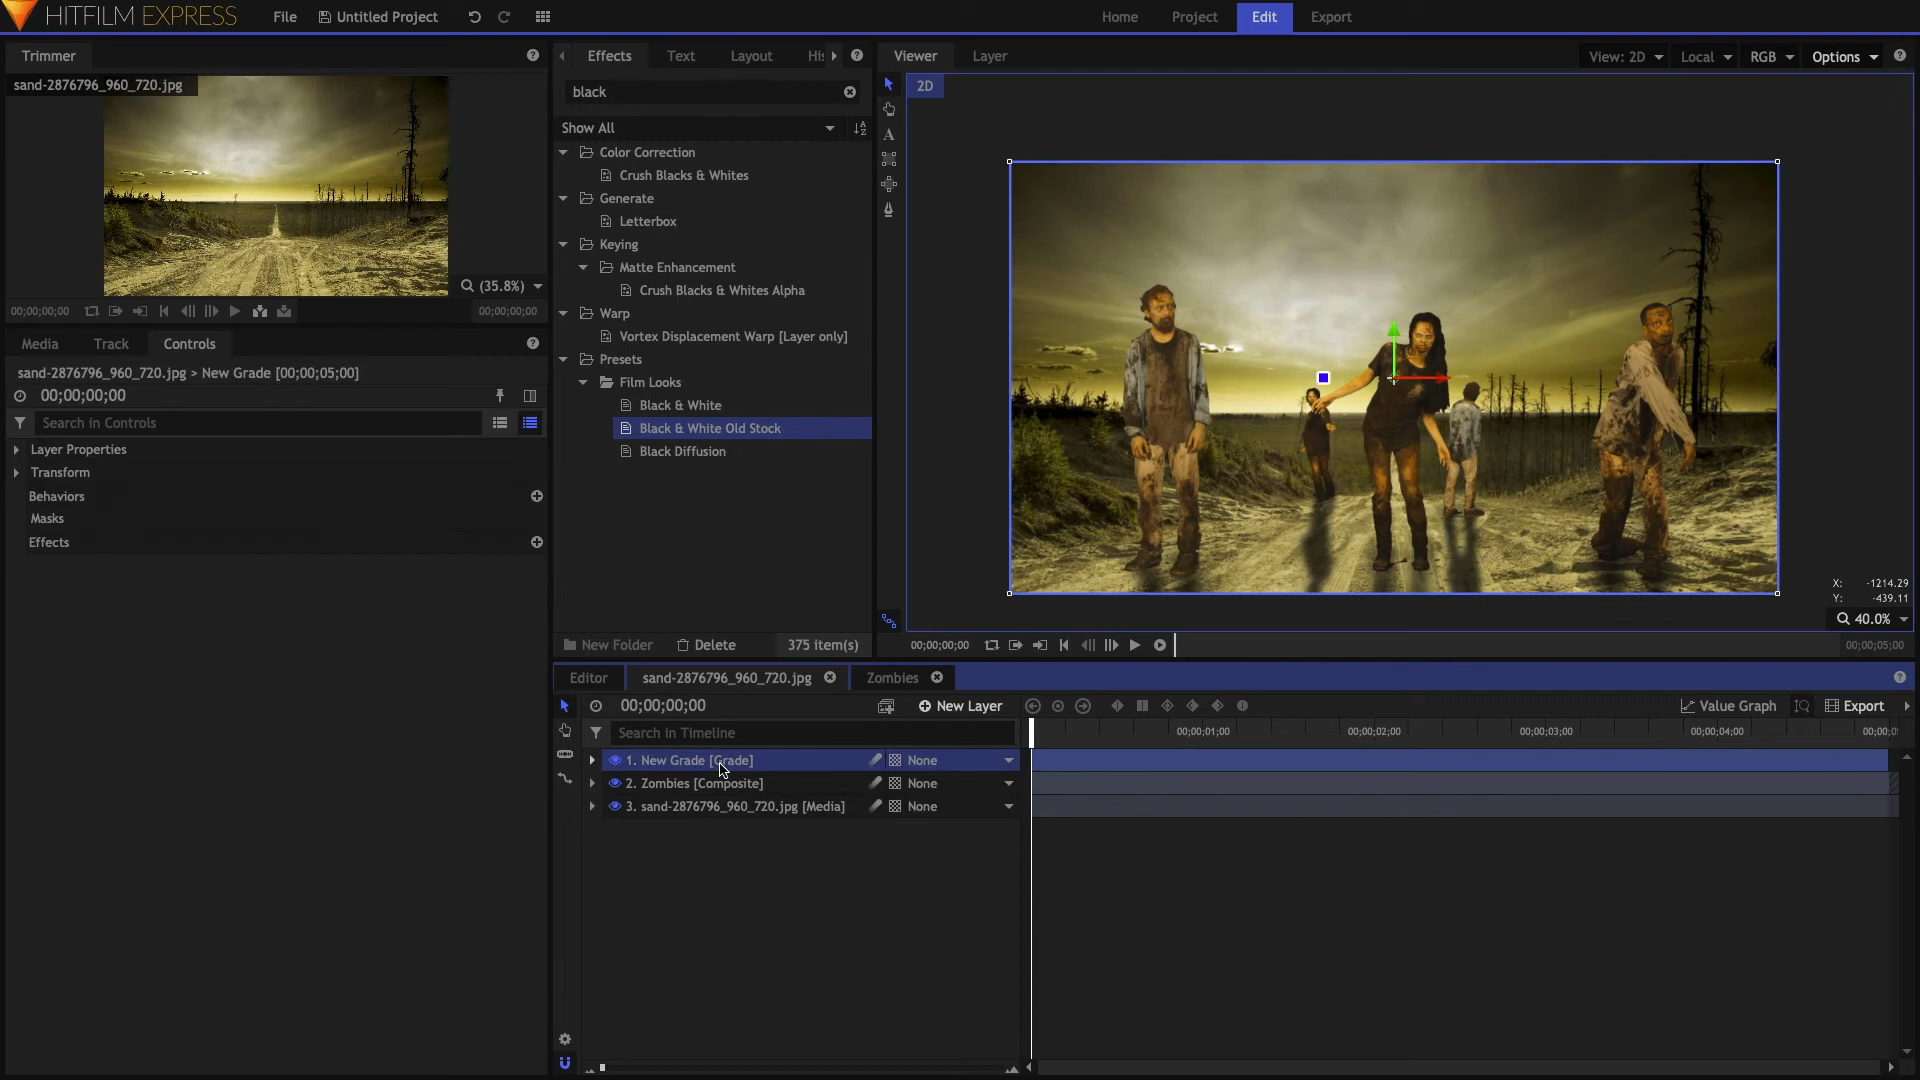 HITFILM EXPRESS
File
Untitled Project
Home
Project
Edit
Export
Trimmer
sand-2876796_960_720.jpg
(35.8%)
00;00;00;00
00;00;00;00
Media
Track
Controls
sand-2876796_960_720.jpg > New Grade [00;00;05;00]
00;00;00;00
Search in Controls
Layer Properties
Transform
Behaviors
Masks
Effects
Effects
Text
Layout
His
black
Show All
Color Correction
Crush Blacks & Whites
Generate
Letterbox
Keying
Matte Enhancement
Crush Blacks & Whites Alpha
Warp
Vortex Displacement Warp [Layer only]
Presets
Film Looks
Black & White
Black & White Old Stock
Black Diffusion
New Folder
Delete
375 item(s)
Viewer
Layer
View: 2D
Local
RGB
Options
2D
A
X: -1214.29
Y: -439.11
40.0%
00;00;00;00
00;00;05;00
Editor
sand-2876796_960_720.jpg
Zombies
00;00;00;00
New Layer
Value Graph
Export
Search in Timeline
00;00;01;00
00;00;02;00
00;00;03;00
00;00;04;00
00;00;0
1. New Grade [Grade]
None
2. Zombies [Composite]
None
3. sand-2876796_960_720.jpg [Media]
None